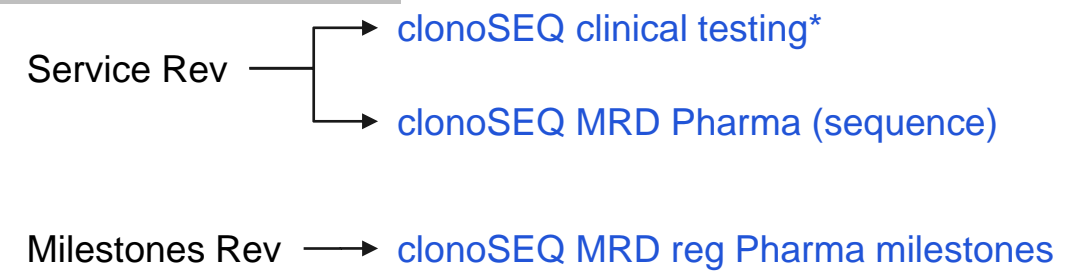 clonoSEQ clinical testing*
Service Rev
clonoSEQ MRD Pharma (sequence)
Milestones Rev clonoSEQ MRD reg Pharma milestones